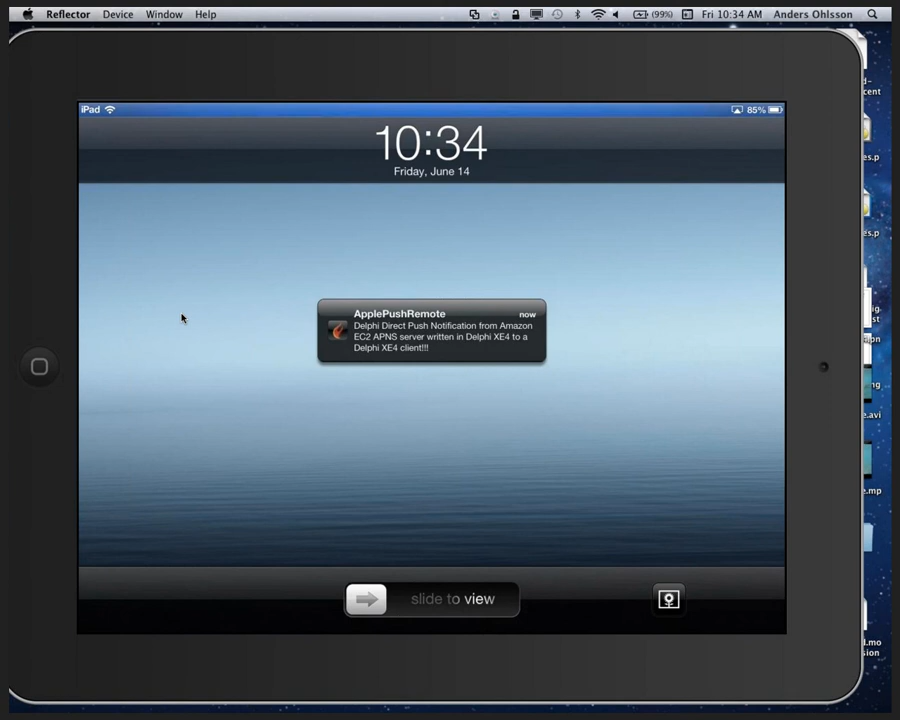 Reflector Device Window Help (99%) Fri 10:34 AM Anders Ohlsson
iPad 85%
10:34
Friday, June 14
ApplePushRemote now
Delphi Direct Push Notification from Amazon
EC2 APNS server written in Delphi XE4 to a
Delphi XE4 client!!!
slide to view